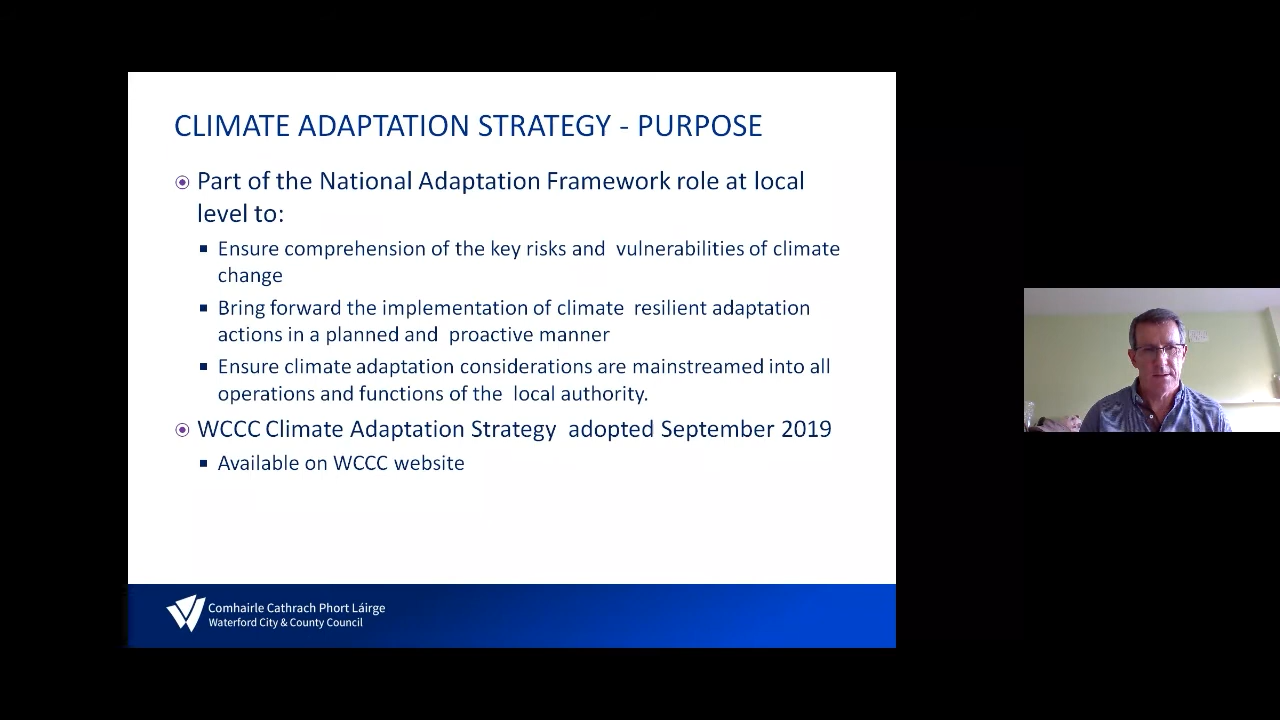 CLIMATE ADAPTATION STRATEGY - PURPOSE
Part of the National Adaptation Framework role at local
level to:
Ensure comprehension of the key risks and vulnerabilities of climate
change
Bring forward the implementation of climate resilient adaptation
actions in a planned and proactive manner
Ensure climate adaptation considerations are mainstreamed into all
operations and functions of the local authority.
WCCC Climate Adaptation Strategy adopted September 2019
Available on WCCC website
Comhairle Cathrach Phort Láirge
Waterford City & County Council